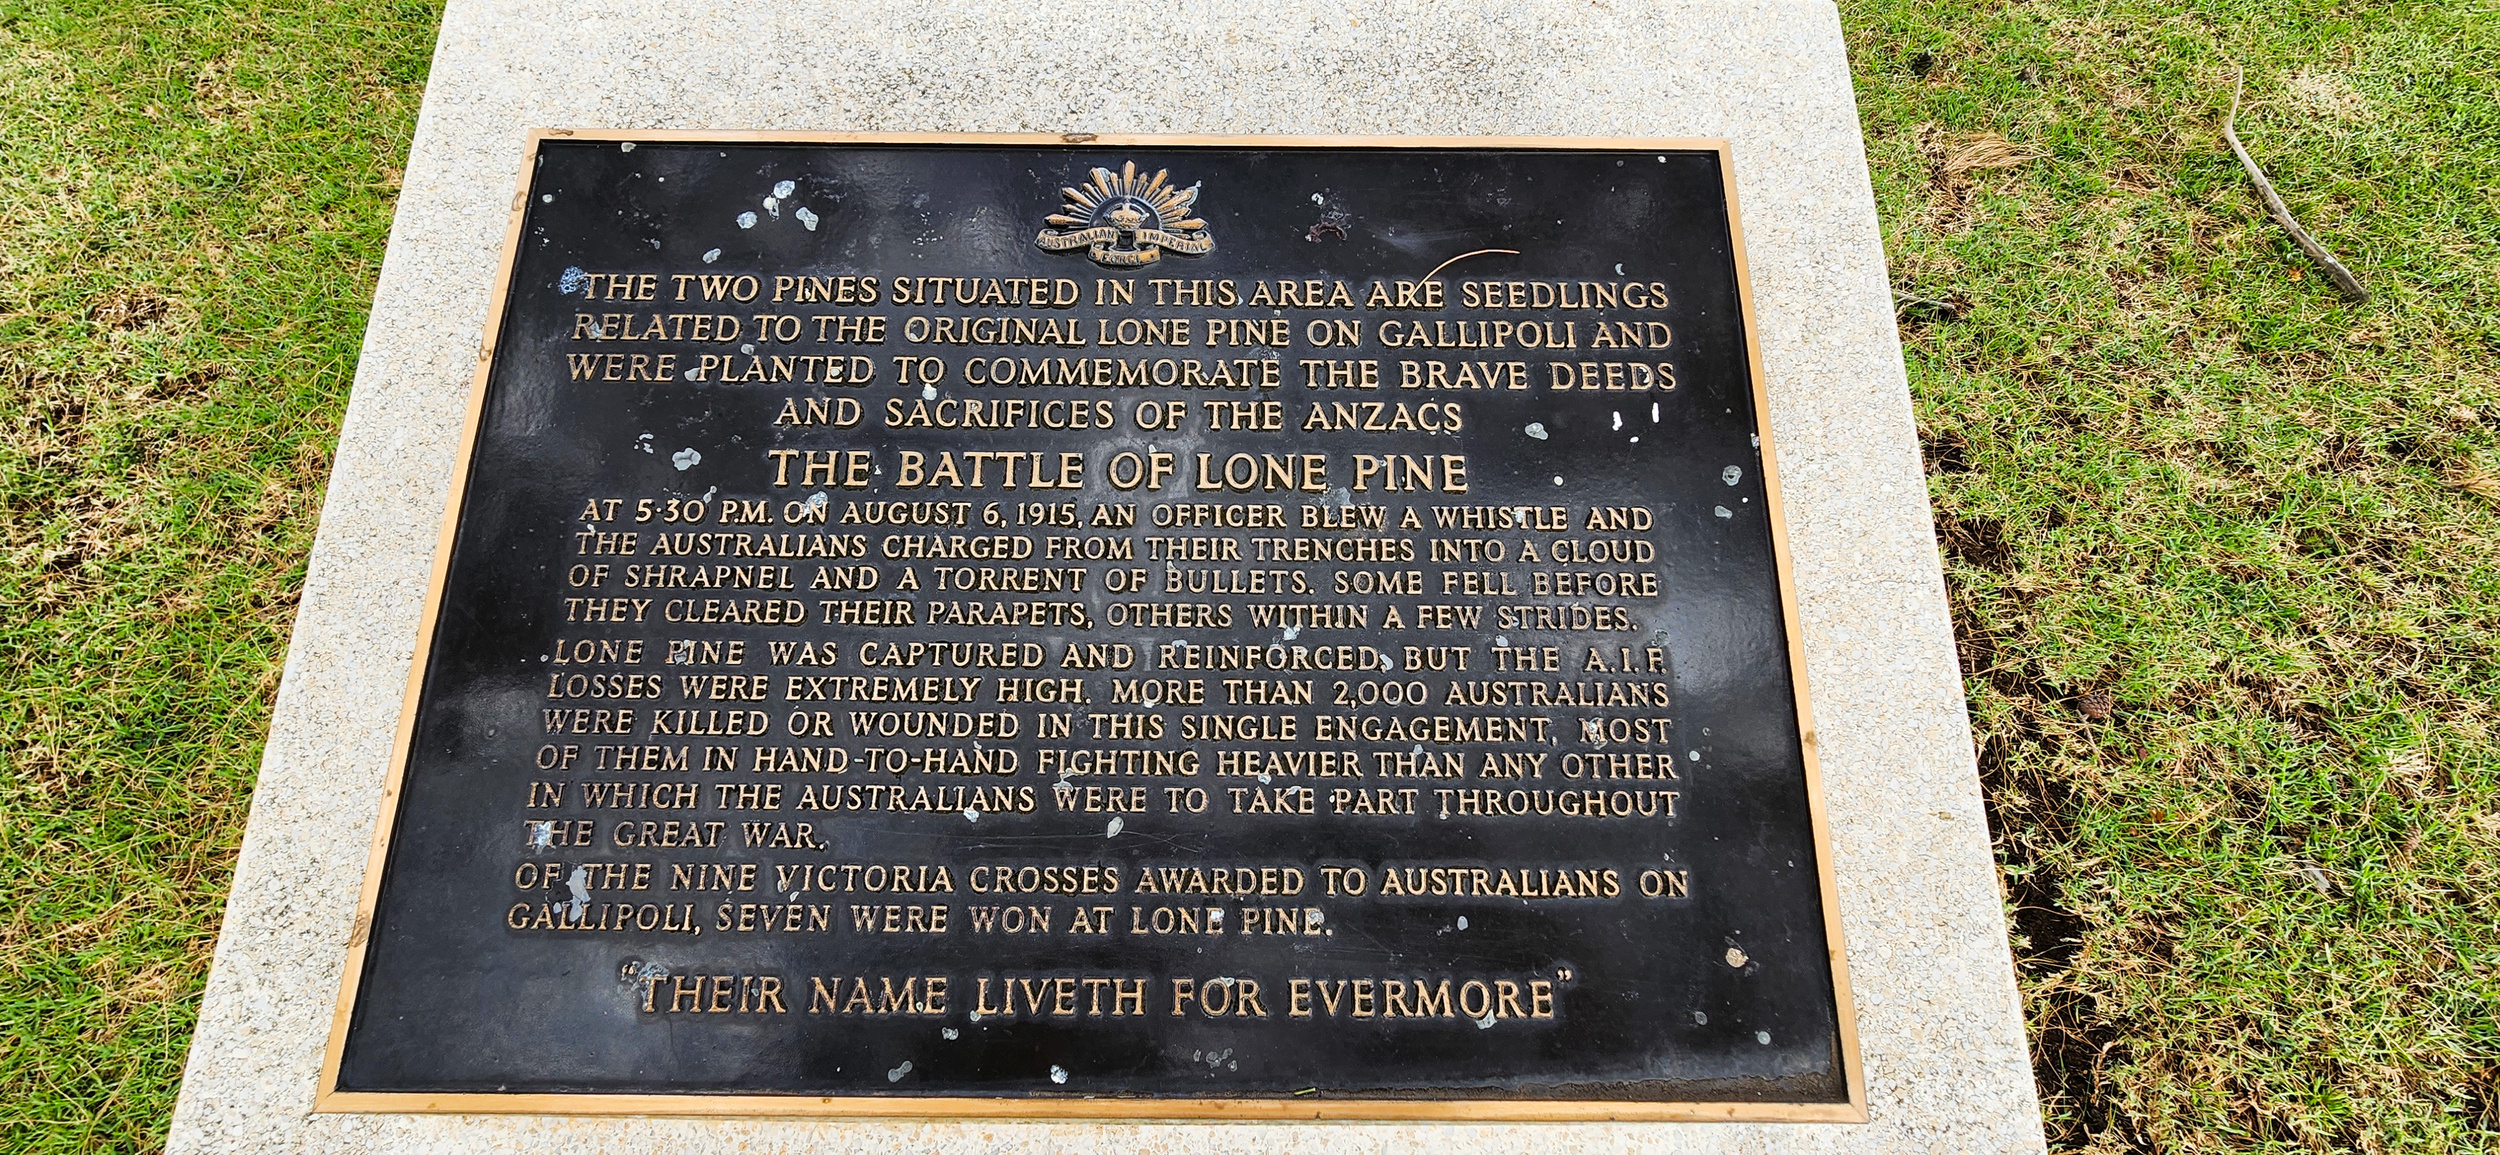 AUSTRALIAN IMPERIAL
FORCE
THE TWO PINES SITUATED IN THIS AREA ARE SEEDLINGS
RELATED TO THE ORIGINAL LONE PINE ON GALLIPOLI AND
WERE PLANTED TO COMMEMORATE THE BRAVE DEEDS
AND SACRIFICES OF THE ANZACS
THE BATTLE OF LONE PINE
AT 5·30 P.M. ON AUGUST 6, 1915, AN OFFICER BLEW A WHISTLE AND
THE AUSTRALIANS CHARGED FROM THEIR TRENCHES INTO A CLOUD
OF SHRAPNEL AND A TORRENT OF BULLETS. SOME FELL BEFORE
THEY CLEARED THEIR PARAPETS, OTHERS WITHIN A FEW STRIDES.
LONE PINE WAS CAPTURED AND REINFORCED, BUT THE A.I.F.
LOSSES WERE EXTREMELY HIGH. MORE THAN 2,000 AUSTRALIANS
WERE KILLED OR WOUNDED IN THIS SINGLE ENGAGEMENT, MOST
OF THEM IN HAND-TO-HAND FIGHTING HEAVIER THAN ANY OTHER
IN WHICH THE AUSTRALIANS WERE TO TAKE PART THROUGHOUT
THE GREAT WAR.
OF THE NINE VICTORIA CROSSES AWARDED TO AUSTRALIANS ON
GALLIPOLI, SEVEN WERE WON AT LONE PINE.
"THEIR NAME LIVETH FOR EVERMORE"